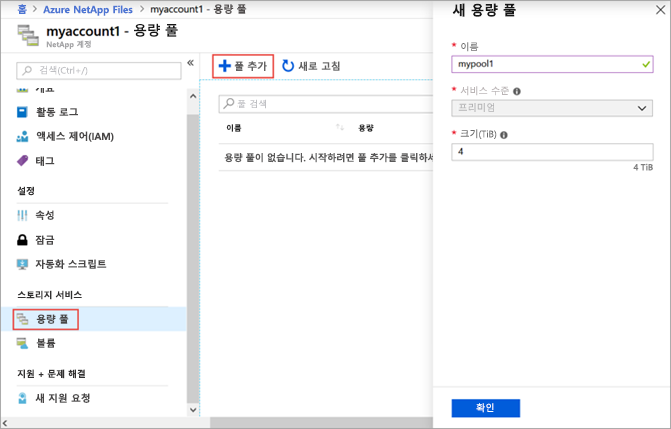 홈 > Azure NetApp Files > myaccount1 - 용량 풀
myaccount1 - 용량 풀
NetApp 계정
검색(Ctrl+/)
개요
활동 로그
액세스 제어(IAM)
태그
설정
속성
잠금
자동화 스크립트
스토리지 서비스
용량 풀
볼륨
지원 + 문제 해결
새 지원 요청
풀 추가
새로 고침
풀 검색
이름
용량
용량 풀이 없습니다. 시작하려면 풀 추가를 클릭하세
새 용량 풀
* 이름
mypool1
* 서비스 수준
프리미엄
* 크기(TiB)
4
4 TiB
확인